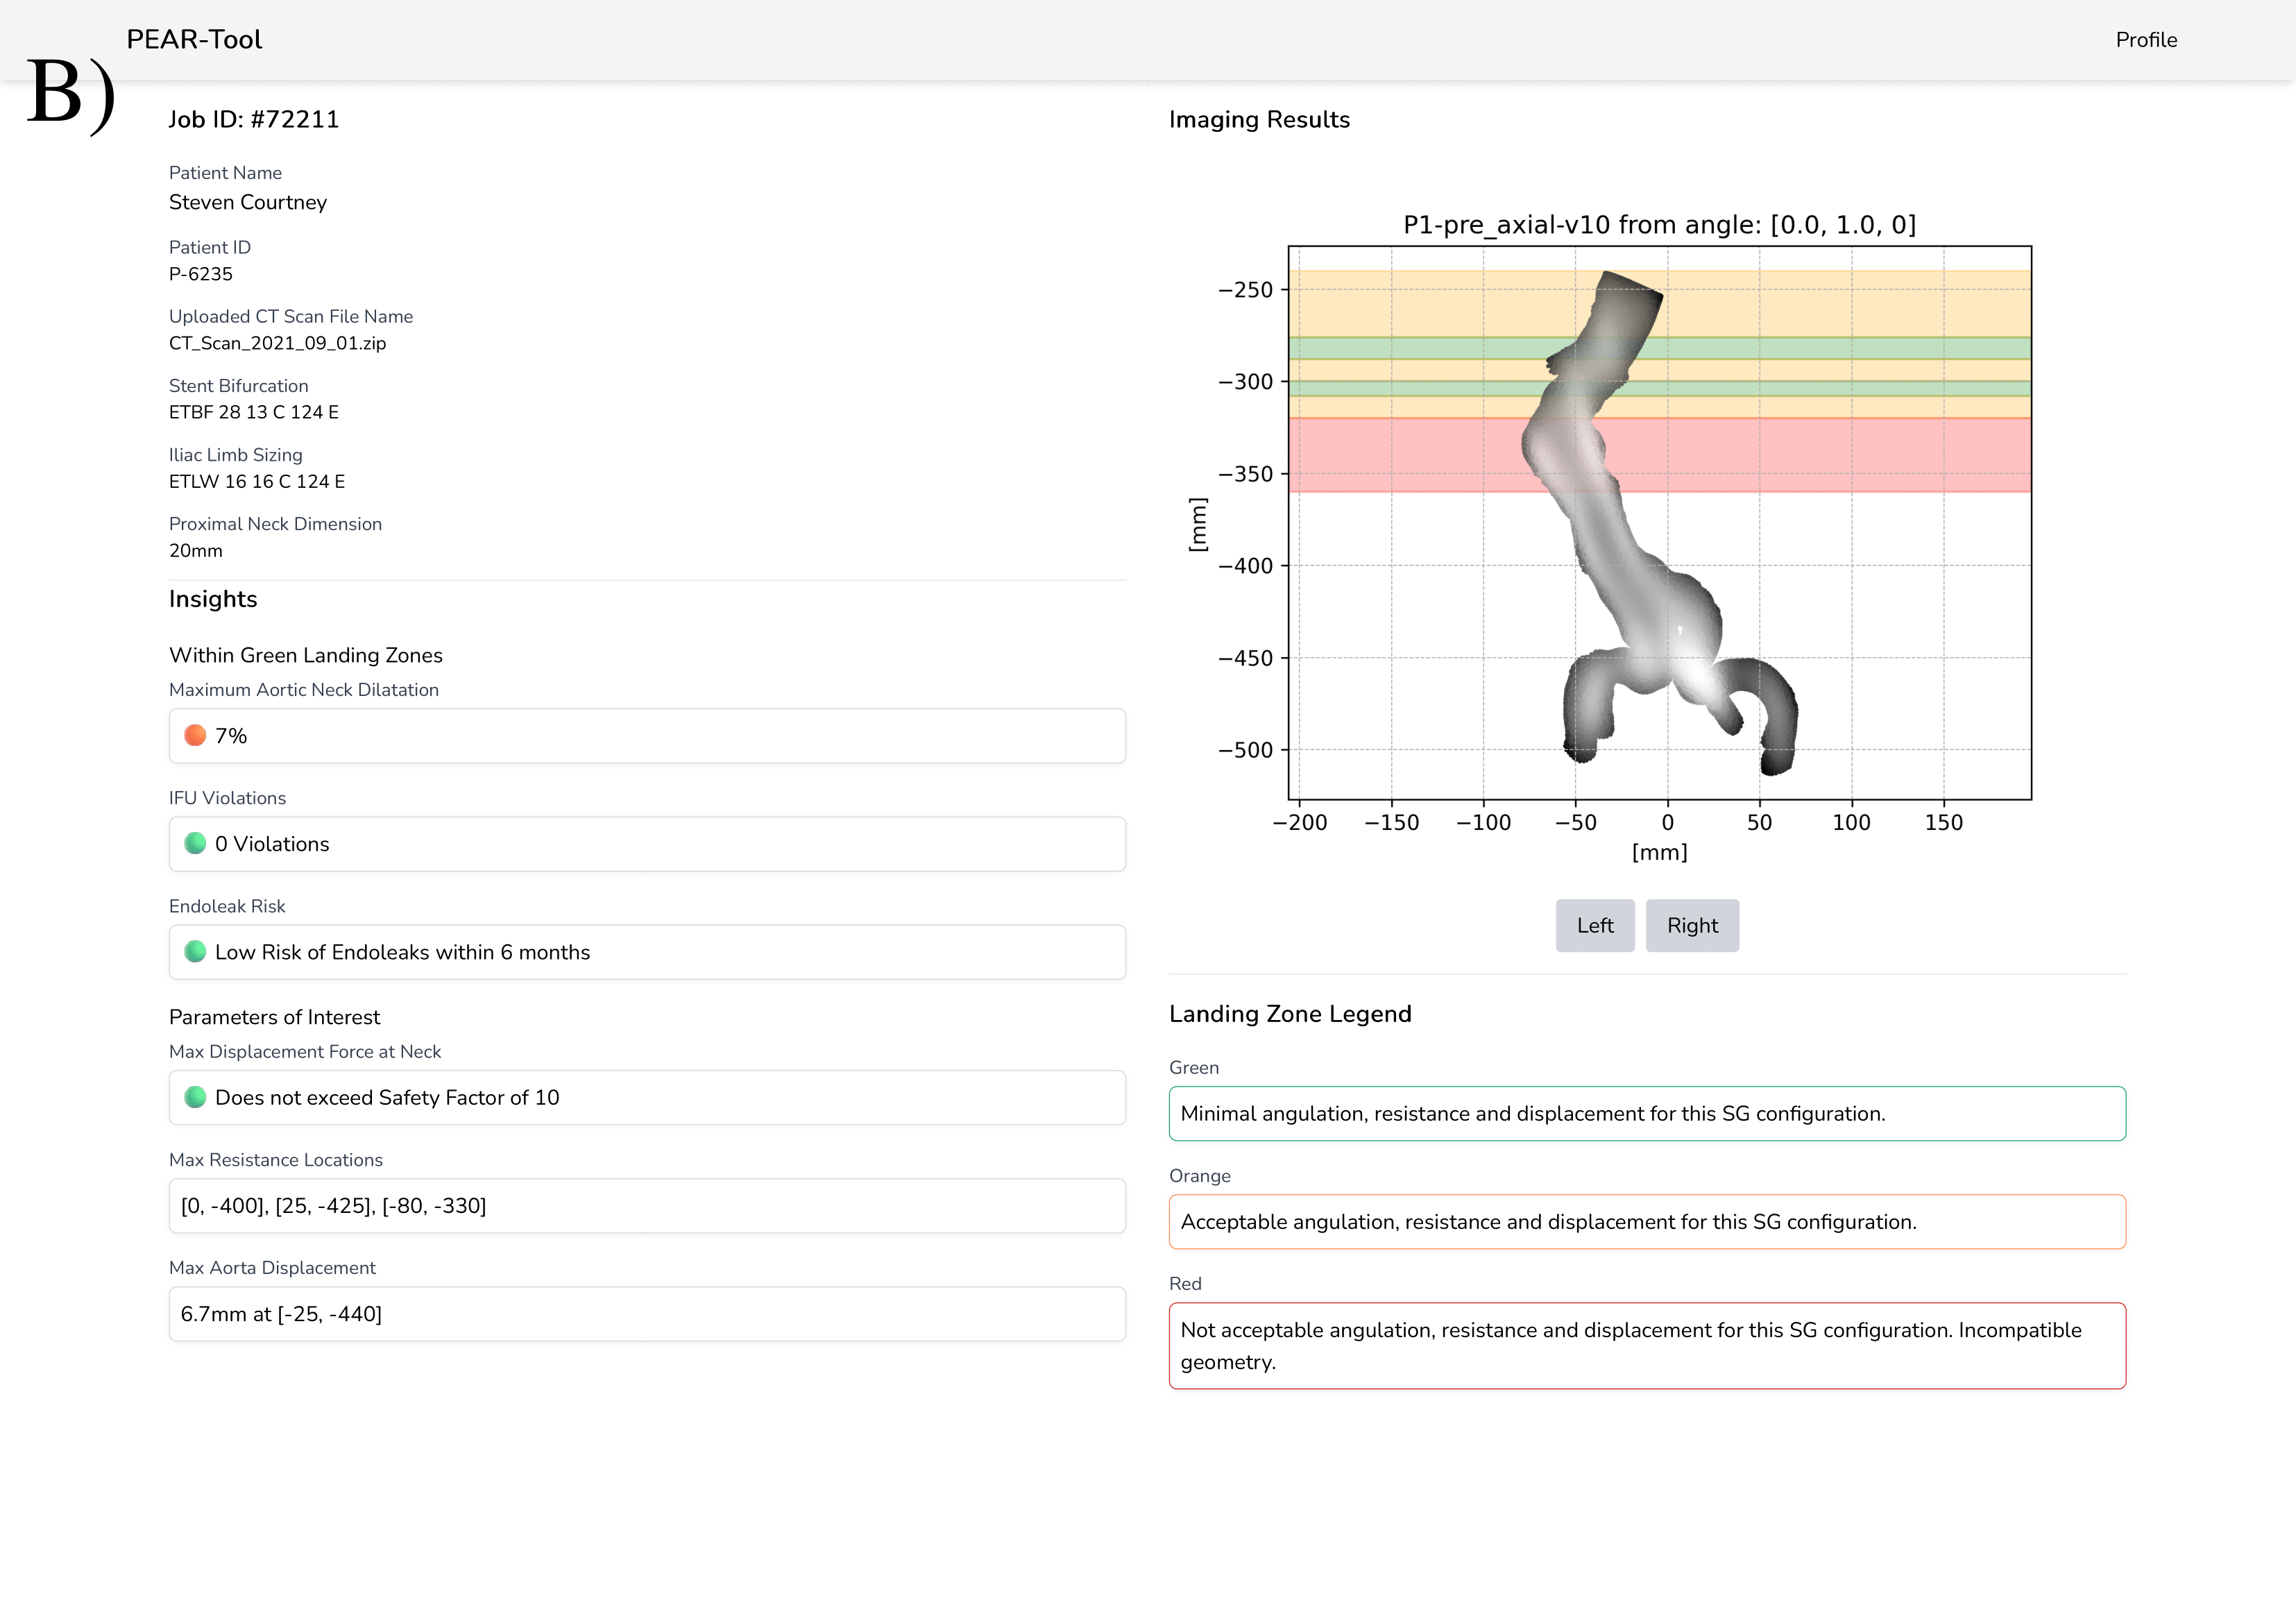 PEAR-Tool
Profile
B)
Job ID: #72211
Patient Name
Steven Courtney
Patient ID
P-6235
Uploaded CT Scan File Name
CT_Scan_2021_09_01.zip
Stent Bifurcation
ETBF 28 13 C 124 E
Iliac Limb Sizing
ETLW 16 16 C 124 E
Proximal Neck Dimension
20mm
Insights
Within Green Landing Zones
Maximum Aortic Neck Dilatation
7%
IFU Violations
0 Violations
Endoleak Risk
Low Risk of Endoleaks within 6 months
Parameters of Interest
Max Displacement Force at Neck
Does not exceed Safety Factor of 10
Max Resistance Locations
[0, -400], [25, -425], [-80, -330]
Max Aorta Displacement
6.7mm at [-25, -440]
Imaging Results
P1-pre_axial-v10 from angle: [0.0, 1.0, 0]
−250
−300
−350
−400
−450
−500
[mm]
−200 −150 −100 −50 0 50 100 150
[mm]
Left Right
Landing Zone Legend
Green
Minimal angulation, resistance and displacement for this SG configuration.
Orange
Acceptable angulation, resistance and displacement for this SG configuration.
Red
Not acceptable angulation, resistance and displacement for this SG configuration. Incompatible
geometry.